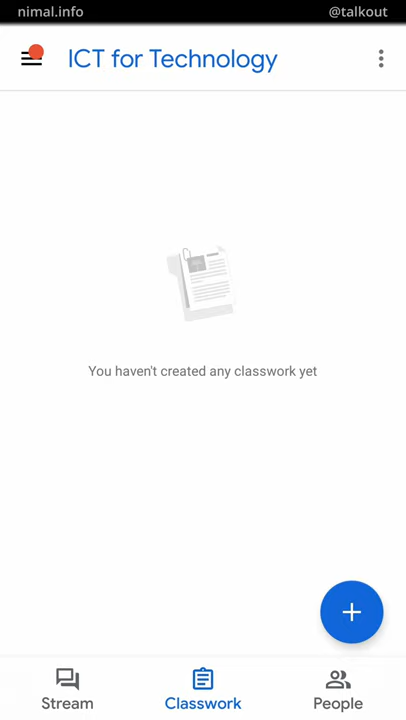 nimal.info @talkout
ICT for Technology
You haven't created any classwork yet
Stream Classwork People